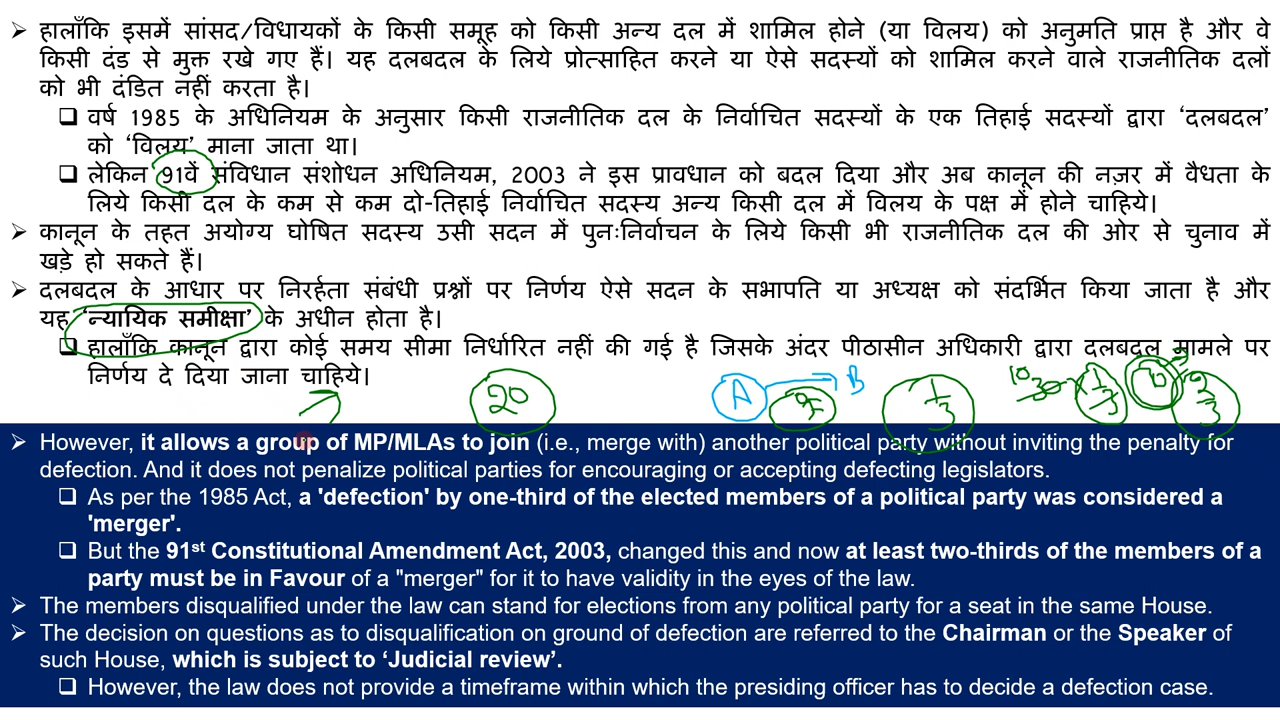 ➢ हालाँकि इसमें सांसद/विधायकों के किसी समूह को किसी अन्य दल में शामिल होने (या विलय) को अनुमति प्राप्त है और वे
किसी दंड से मुक्त रखे गए हैं। यह दलबदल के लिये प्रोत्साहित करने या ऐसे सदस्यों को शामिल करने वाले राजनीतिक दलों
को भी दंडित नहीं करता है।
❑ वर्ष 1985 के अधिनियम के अनुसार किसी राजनीतिक दल के निर्वाचित सदस्यों के एक तिहाई सदस्यों द्वारा ‘दलबदल’
को ‘विलय’ माना जाता था।
❑ लेकिन 91वें संविधान संशोधन अधिनियम, 2003 ने इस प्रावधान को बदल दिया और अब कानून की नज़र में वैधता के
लिये किसी दल के कम से कम दो-तिहाई निर्वाचित सदस्य अन्य किसी दल में विलय के पक्ष में होने चाहिये।
➢ कानून के तहत अयोग्य घोषित सदस्य उसी सदन में पुनःनिर्वाचन के लिये किसी भी राजनीतिक दल की ओर से चुनाव में
खड़े हो सकते हैं।
➢ दलबदल के आधार पर निरर्हता संबंधी प्रश्नों पर निर्णय ऐसे सदन के सभापति या अध्यक्ष को संदर्भित किया जाता है और
यह ‘न्यायिक समीक्षा’ के अधीन होता है।
❑ हालाँकि कानून द्वारा कोई समय सीमा निर्धारित नहीं की गई है जिसके अंदर पीठासीन अधिकारी द्वारा दलबदल मामले पर
निर्णय दे दिया जाना चाहिये।
20 A B 1/3 10 30 1/3 2/3
➢ However, it allows a group of MP/MLAs to join (i.e., merge with) another political party without inviting the penalty for
defection. And it does not penalize political parties for encouraging or accepting defecting legislators.
❑ As per the 1985 Act, a 'defection' by one-third of the elected members of a political party was considered a
'merger'.
❑ But the 91st Constitutional Amendment Act, 2003, changed this and now at least two-thirds of the members of a
party must be in Favour of a "merger" for it to have validity in the eyes of the law.
➢ The members disqualified under the law can stand for elections from any political party for a seat in the same House.
➢ The decision on questions as to disqualification on ground of defection are referred to the Chairman or the Speaker of
such House, which is subject to ‘Judicial review’.
❑ However, the law does not provide a timeframe within which the presiding officer has to decide a defection case.